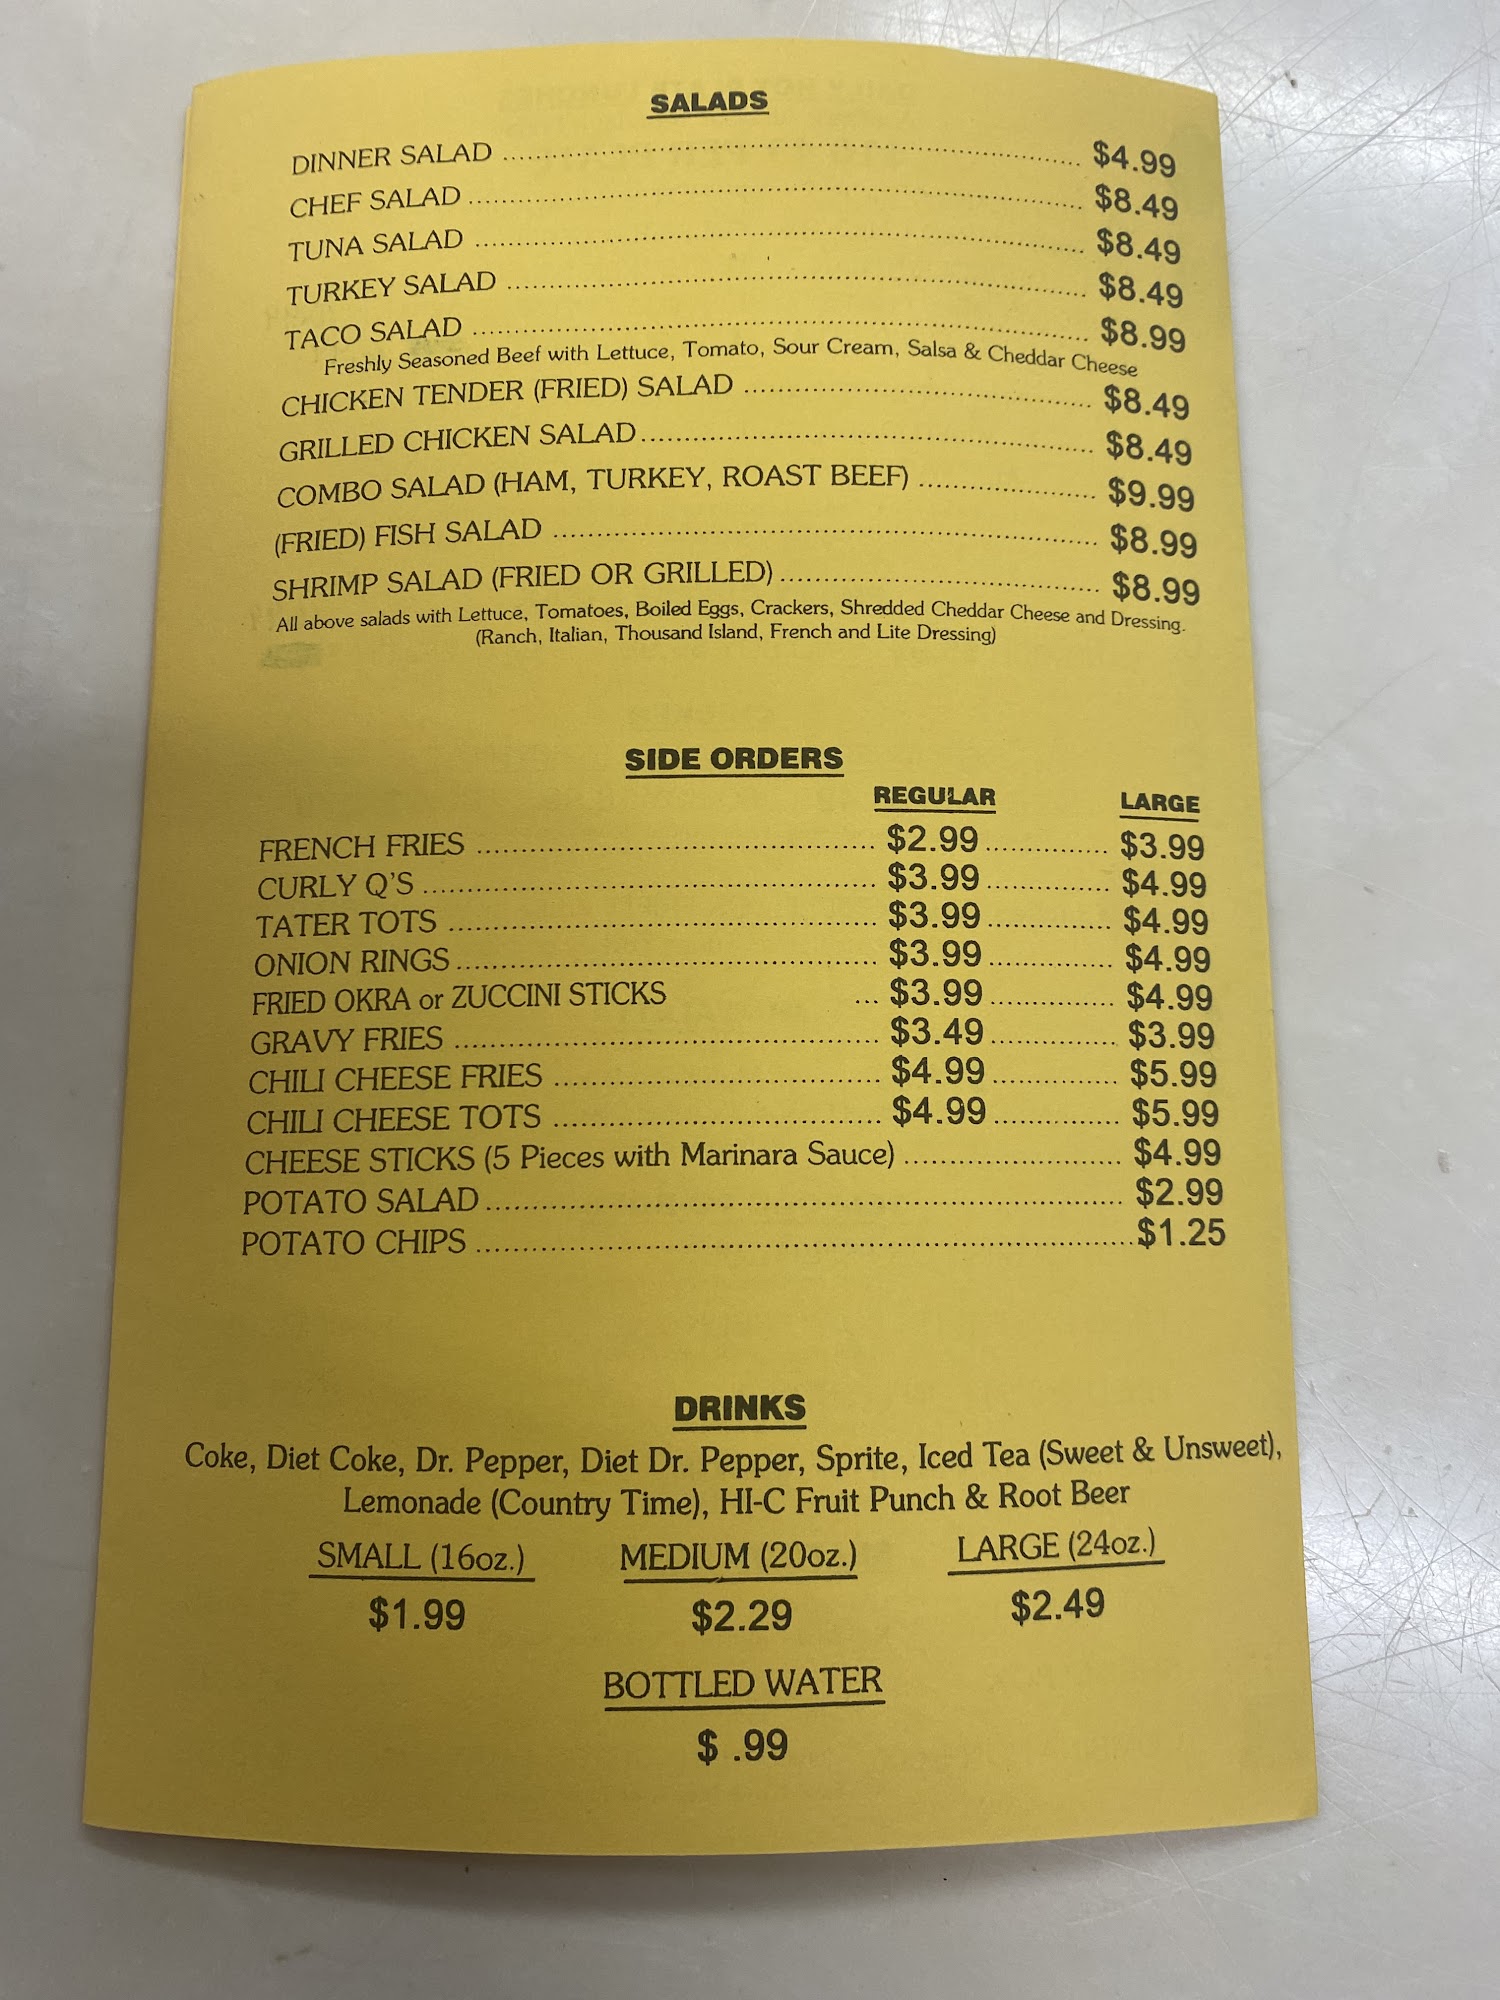 SALADS
DINNER SALAD ........ $4.99
CHEF SALAD ........ $8.49
TUNA SALAD ........ $8.49
TURKEY SALAD ........ $8.49
TACO SALAD ........ $8.99
Freshly Seasoned Beef with Lettuce, Tomato, Sour Cream, Salsa & Cheddar Cheese
CHICKEN TENDER (FRIED) SALAD ........ $8.49
GRILLED CHICKEN SALAD ........ $8.49
COMBO SALAD (HAM, TURKEY, ROAST BEEF) ........ $9.99
(FRIED) FISH SALAD ........ $8.99
SHRIMP SALAD (FRIED OR GRILLED) ........ $8.99
All above salads with Lettuce, Tomatoes, Boiled Eggs, Crackers, Shredded Cheddar Cheese and Dressing.
(Ranch, Italian, Thousand Island, French and Lite Dressing)
SIDE ORDERS
REGULAR LARGE
FRENCH FRIES ........ $2.99 ........ $3.99
CURLY Q'S ........ $3.99 ........ $4.99
TATER TOTS ........ $3.99 ........ $4.99
ONION RINGS ........ $3.99 ........ $4.99
FRIED OKRA or ZUCCINI STICKS ... $3.99 ........ $4.99
GRAVY FRIES ........ $3.49 ........ $3.99
CHILI CHEESE FRIES ........ $4.99 ........ $5.99
CHILI CHEESE TOTS ........ $4.99 ........ $5.99
CHEESE STICKS (5 Pieces with Marinara Sauce) ........ $4.99
POTATO SALAD ........ $2.99
POTATO CHIPS ........ $1.25
DRINKS
Coke, Diet Coke, Dr. Pepper, Diet Dr. Pepper, Sprite, Iced Tea (Sweet & Unsweet),
Lemonade (Country Time), HI-C Fruit Punch & Root Beer
SMALL (16oz.) MEDIUM (20oz.) LARGE (24oz.)
$1.99 $2.29 $2.49
BOTTLED WATER
$ .99